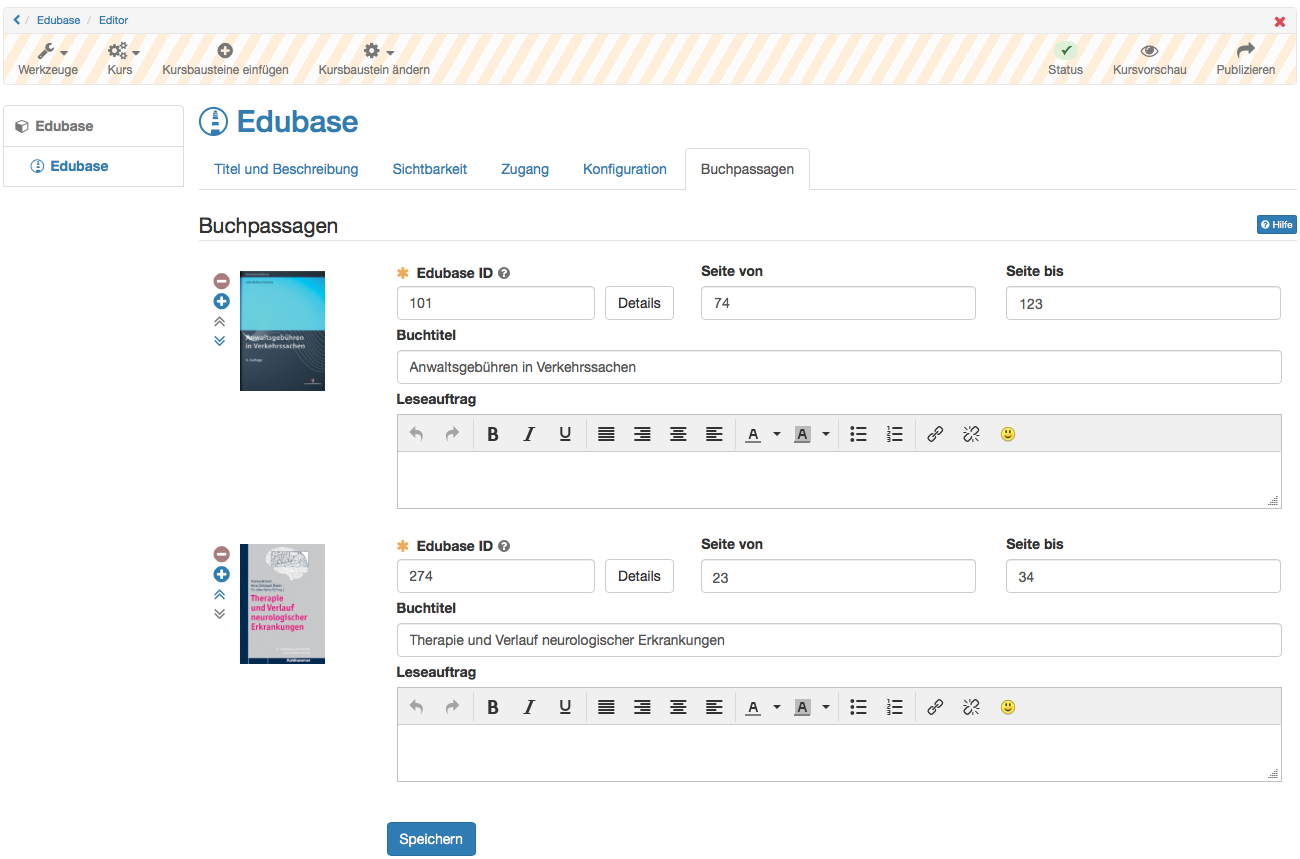 Edubase / Editor
Werkzeuge Kurs Kursbausteine einfügen Kursbaustein ändern Status Kursvorschau Publizieren
Edubase
Edubase
Edubase
Titel und Beschreibung Sichtbarkeit Zugang Konfiguration Buchpassagen
Buchpassagen
Hilfe
Edubase ID Seite von Seite bis
101 Details 74 123
Buchtitel
Anwaltsgebühren in Verkehrssachen
Leseauftrag
Anwaltsgebühren
in Verkehrssachen
Edubase ID Seite von Seite bis
274 Details 23 34
Buchtitel
Therapie und Verlauf neurologischer Erkrankungen
Leseauftrag
Therapie
und Verlauf
neurologischer
Erkrankungen
Kohlhammer
Speichern